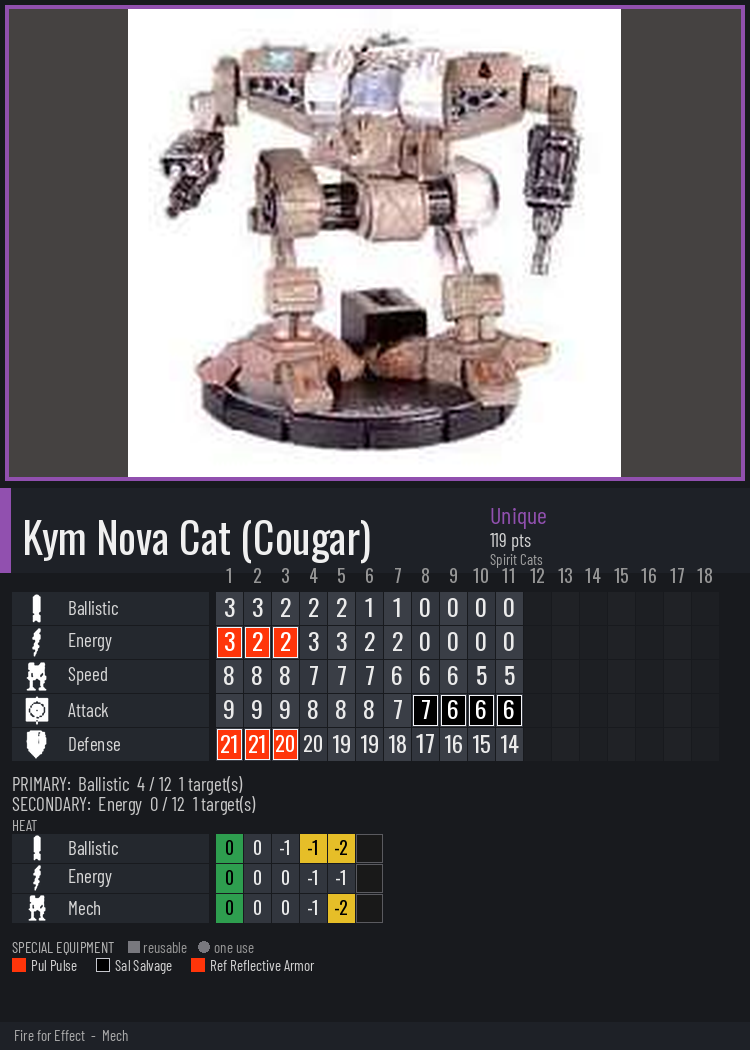 Kym Nova Cat (Cougar)
Unique
119 pts
Spirit Cats
1 2 3 4 5 6 7 8 9 10 11 12 13 14 15 16 17 18
Ballistic 3 3 2 2 2 1 1 0 0 0 0
Energy 3 2 2 3 3 2 2 0 0 0 0
Speed 8 8 8 7 7 7 6 6 6 5 5
Attack 9 9 9 8 8 8 7 7 6 6 6
Defense 21 21 20 20 19 19 18 17 16 15 14
PRIMARY: Ballistic 4 / 12 1 target(s)
SECONDARY: Energy 0 / 12 1 target(s)
HEAT
Ballistic 0 0 -1 -1 -2
Energy 0 0 0 -1 -1
Mech 0 0 0 -1 -2
SPECIAL EQUIPMENT reusable one use
Pul Pulse Sal Salvage Ref Reflective Armor
Fire for Effect - Mech